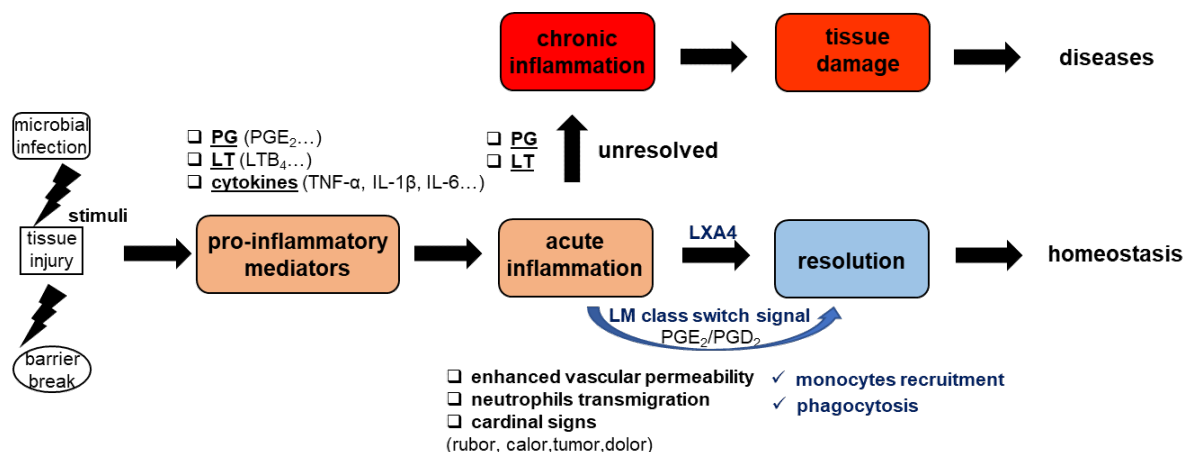 chronic
inflammation
tissue
damage
diseases
microbial
infection
❑ PG (PGE₂…)
❑ LT (LTB₄…)
❑ cytokines (TNF-α, IL-1β, IL-6…)
❑ PG
❑ LT
unresolved
stimuli
tissue
injury
pro-inflammatory
mediators
acute
inflammation
LXA4
resolution
homeostasis
LM class switch signal
PGE₂/PGD₂
barrier
break
❑ enhanced vascular permeability
❑ neutrophils transmigration
❑ cardinal signs
(rubor, calor,tumor,dolor)
✓ monocytes recruitment
✓ phagocytosis